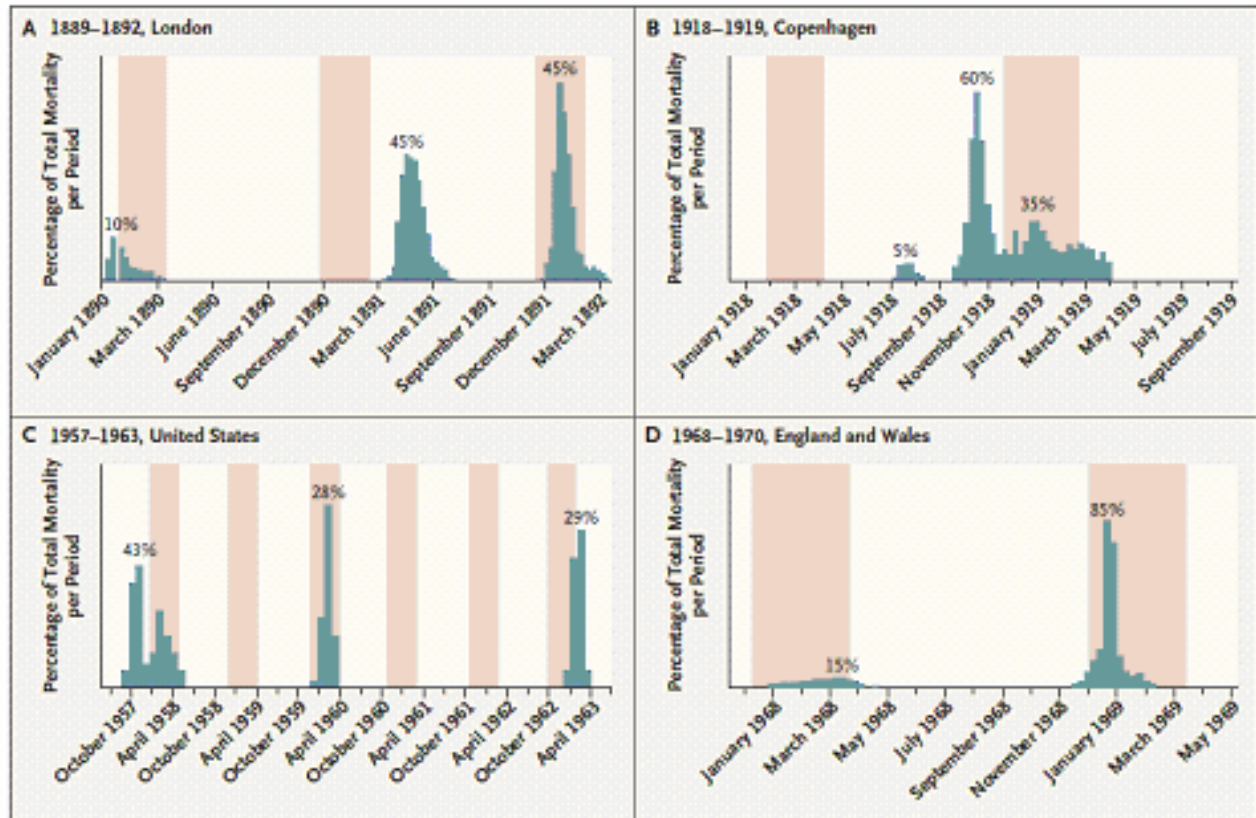 A 1889–1892, London
Percentage of Total Mortality
per Period
10%
45%
45%
January 1890
March 1890
June 1890
September 1890
December 1890
March 1891
June 1891
September 1891
December 1891
March 1892
B 1918–1919, Copenhagen
Percentage of Total Mortality
per Period
5%
60%
35%
January 1918
March 1918
May 1918
July 1918
September 1918
November 1918
January 1919
March 1919
May 1919
July 1919
September 1919
C 1957–1963, United States
Percentage of Total Mortality
per Period
43%
28%
29%
October 1957
April 1958
October 1958
April 1959
October 1959
April 1960
October 1960
April 1961
October 1961
April 1962
October 1962
April 1963
D 1968–1970, England and Wales
Percentage of Total Mortality
per Period
15%
85%
January 1968
March 1968
May 1968
July 1968
September 1968
November 1968
January 1969
March 1969
May 1969